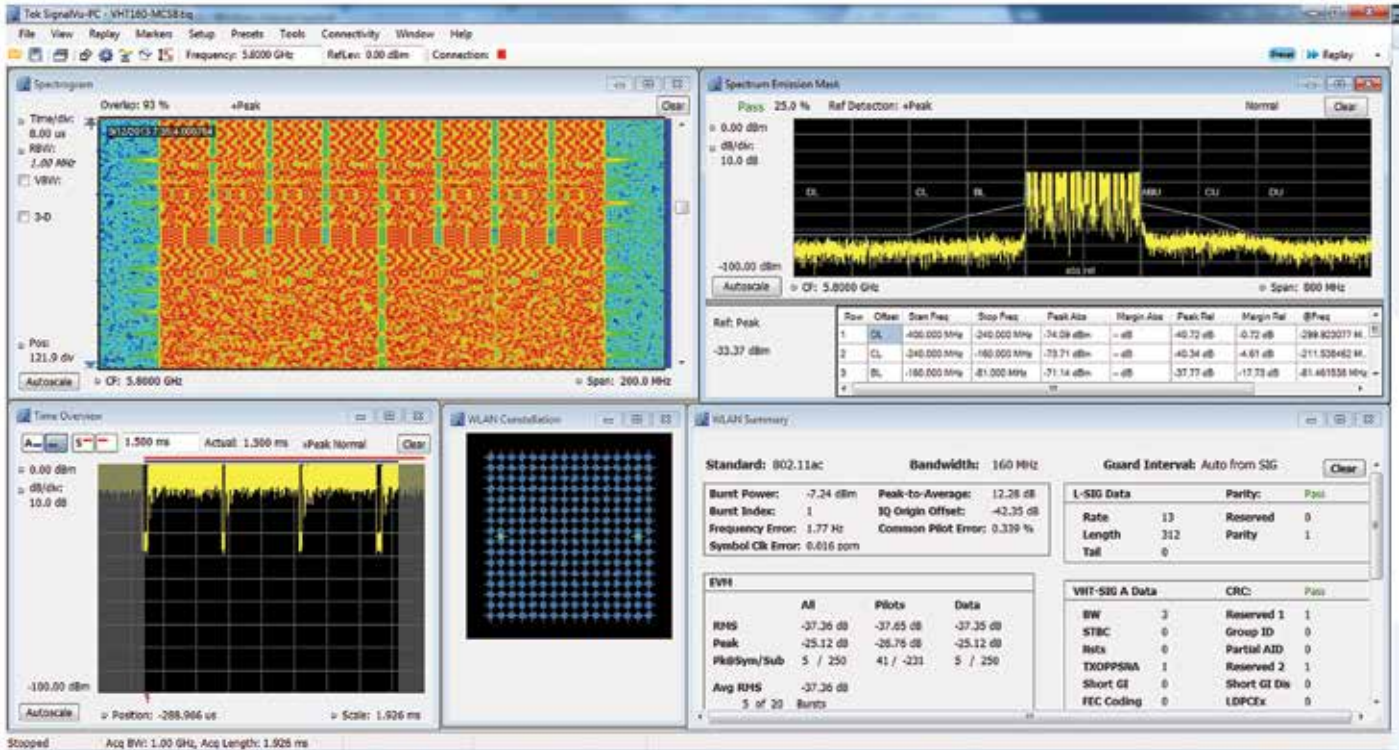 Tek SignalVu-PC - VHT160-MCS8.tiq
File View Replay Markers Setup Presets Tools Connectivity Window Help
Frequency: 5.8000 GHz RefLev: 0.00 dBm Connection: Preset Replay
Spectrogram
Overlap: 93 % +Peak Clear
Time/div:
8.00 us
RBW:
1.00 MHz
VBW:
3-D
Pos:
121.9 div
Autoscale CF: 5.8000 GHz Span: 200.0 MHz
Spectrum Emission Mask
Pass 25.0 % Ref Detection: +Peak Normal Clear
0.00 dBm
dB/div:
10.0 dB
DL CL BL CU DU
-100.00 dBm
Autoscale CF: 5.8000 GHz Span: 800 MHz
Ref: Peak
-33.37 dBm
Row Offset Start Freq Stop Freq Peak Abs Margin Abs Peak Rel Margin Rel @Freq
1 DL -400.000 MHz -240.000 MHz -74.09 dBm -- dB -40.72 dB -0.72 dB -299.923077 M.
2 CL -240.000 MHz -160.000 MHz -73.71 dBm -- dB -40.34 dB -4.61 dB -211.538462 M.
3 BL -160.000 MHz -81.000 MHz -71.14 dBm -- dB -37.77 dB -17.73 dB -81.461538 MHz
Time Overview
1.500 ms Actual: 1.500 ms +Peak Normal Clear
0.00 dBm
dB/div:
10.0 dB
-100.00 dBm
Autoscale Position: -288.966 us Scale: 1.926 ms
WLAN Constellation
WLAN Summary
Standard: 802.11ac Bandwidth: 160 MHz Guard Interval: Auto from SIG Clear
Burst Power: -7.24 dBm Peak-to-Average: 12.28 dB
Burst Index: 1 IQ Origin Offset: -42.35 dB
Frequency Error: 1.77 Hz Common Pilot Error: 0.339 %
Symbol Clk Error: 0.016 ppm
EVM
All Pilots Data
RMS -37.36 dB -37.65 dB -37.35 dB
Peak -25.12 dB -26.76 dB -25.12 dB
Pk@Sym/Sub 5 / 250 41 / -231 5 / 250
Avg RMS -37.36 dB
5 of 20 Bursts
L-SIG Data Parity: Pass
Rate 13 Reserved 0
Length 312 Parity 1
Tail 0
VHT-SIG A Data CRC: Pass
BW 3 Reserved 1 1
STBC 0 Group ID 0
Nsts 0 Partial AID 0
TXOPPSNA 1 Reserved 2 1
Short GI 0 Short GI Dis 0
FEC Coding 0 LDPCEx 0
Stopped Acq BW: 1.00 GHz, Acq Length: 1.926 ms